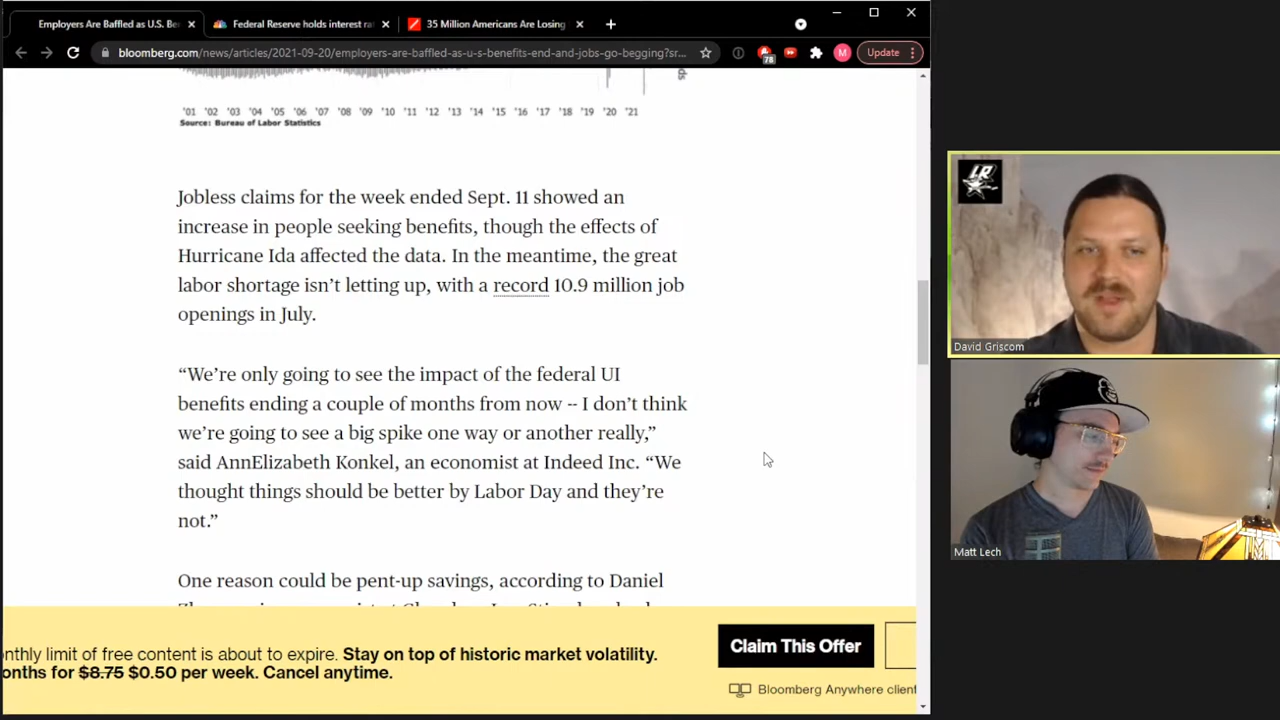 Employers Are Baffled as U.S. Be
Federal Reserve holds interest ra
35 Million Americans Are Losing
bloomberg.com/news/articles/2021-09-20/employers-are-baffled-as-u-s-benefits-end-and-jobs-go-begging?sr...
78
M
Update
'01 '02 '03 '04 '05 '06 '07 '08 '09 '10 '11 '12 '13 '14 '15 '16 '17 '18 '19 '20 '21
Source: Bureau of Labor Statistics
Jobless claims for the week ended Sept. 11 showed an
increase in people seeking benefits, though the effects of
Hurricane Ida affected the data. In the meantime, the great
labor shortage isn't letting up, with a record 10.9 million job
openings in July.
“We're only going to see the impact of the federal UI
benefits ending a couple of months from now -- I don't think
we're going to see a big spike one way or another really,”
said AnnElizabeth Konkel, an economist at Indeed Inc. “We
thought things should be better by Labor Day and they're
not.”
One reason could be pent-up savings, according to Daniel
nthly limit of free content is about to expire. Stay on top of historic market volatility.
onths for $8.75 $0.50 per week. Cancel anytime.
Claim This Offer
Bloomberg Anywhere client
LR
David Griscom
Matt Lech